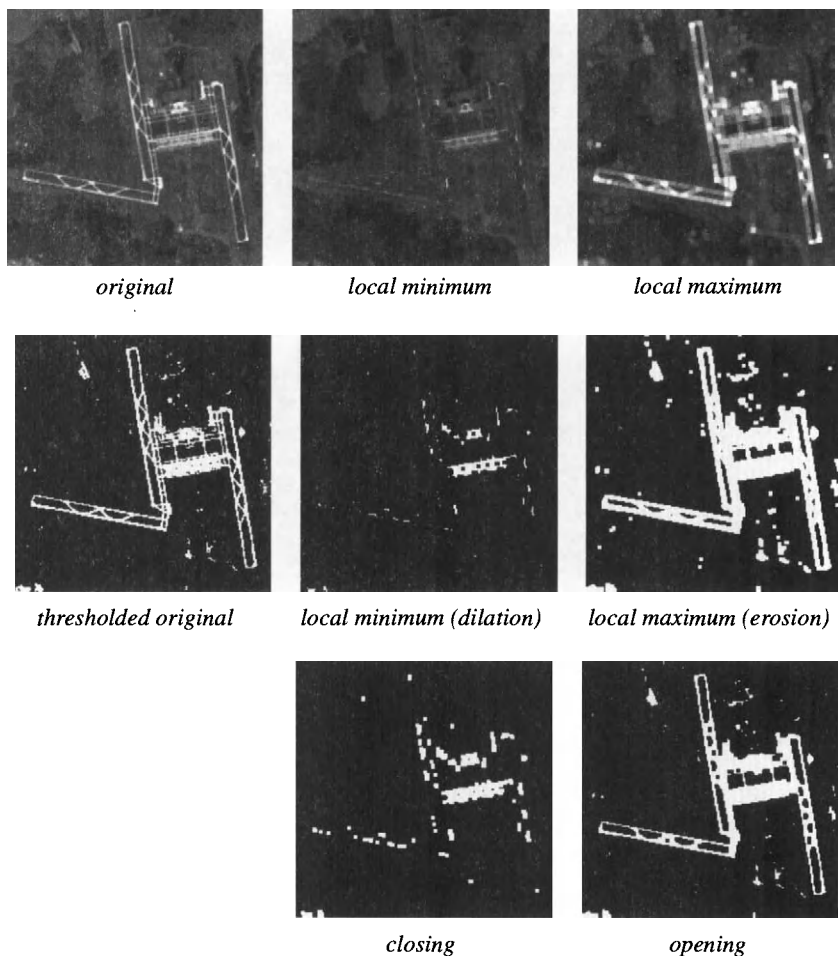 original local minimum local maximum
thresholded original local minimum (dilation) local maximum (erosion)
closing opening